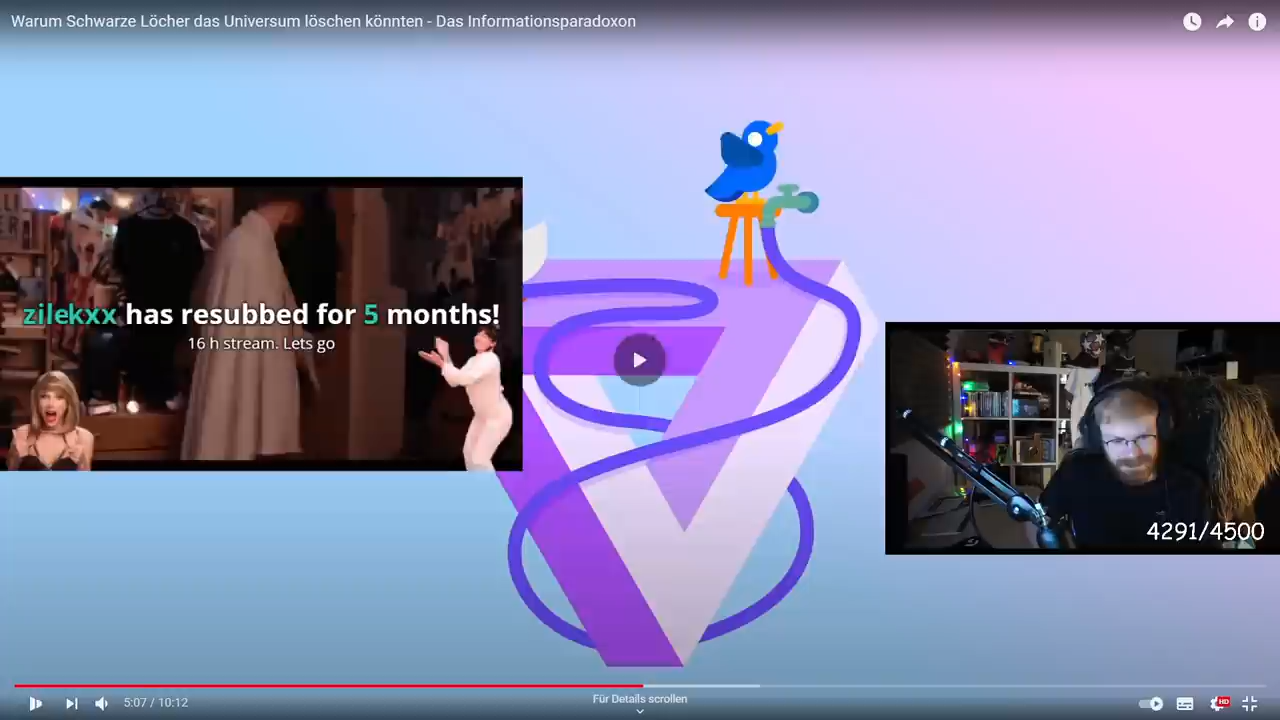 Warum Schwarze Löcher das Universum löschen könnten - Das Informationsparadoxon
zilekxx has resubbed for 5 months!
16 h stream. Lets go
4291/4500
5:07 / 10:12
Für Details scrollen
HD